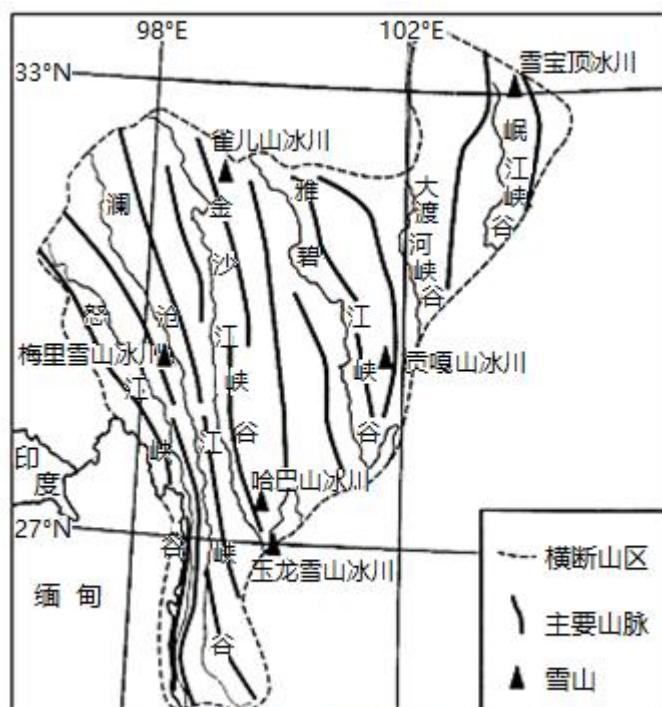 98°E
102°E
33°N
雪宝顶冰川
岷江峡谷
雀儿山冰川
大渡河峡谷
雅砻江峡谷
金沙江峡谷
澜沧江峡谷
怒江峡谷
梅里雪山冰川
贡嘎山冰川
哈巴山冰川
玉龙雪山冰川
印度
27°N
缅甸
横断山区
主要山脉
雪山